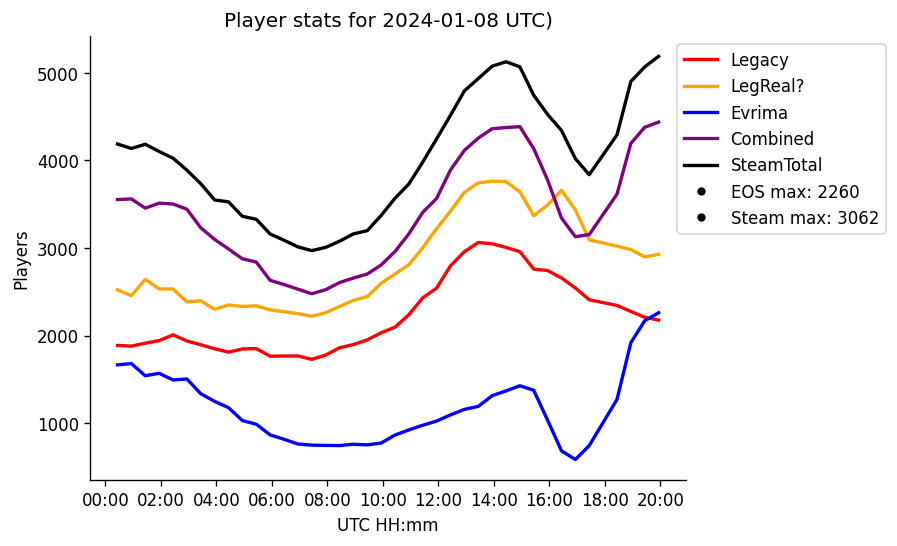 Player stats for 2024-01-08 UTC)
Legacy
LegReal?
Evrima
Combined
SteamTotal
EOS max: 2260
Steam max: 3062
Players
5000
4000
3000
2000
1000
00:00 02:00 04:00 06:00 08:00 10:00 12:00 14:00 16:00 18:00 20:00
UTC HH:mm